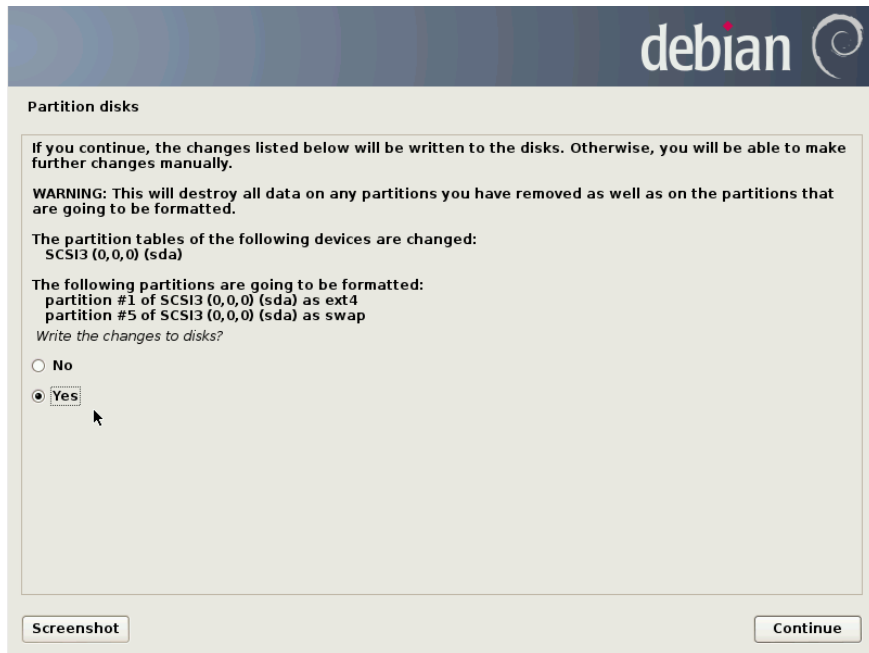 debian
Partition disks
If you continue, the changes listed below will be written to the disks. Otherwise, you will be able to make
further changes manually.
WARNING: This will destroy all data on any partitions you have removed as well as on the partitions that
are going to be formatted.
The partition tables of the following devices are changed:
SCSI3 (0,0,0) (sda)
The following partitions are going to be formatted:
partition #1 of SCSI3 (0,0,0) (sda) as ext4
partition #5 of SCSI3 (0,0,0) (sda) as swap
Write the changes to disks?
No
Yes
Screenshot
Continue